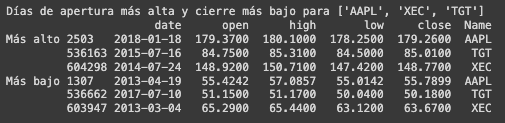 Días de apertura más alta y cierre más bajo para ['AAPL', 'XEC', 'TGT']
date open high low close Name
Más alto 2503 2018-01-18 179.3700 180.1000 178.2500 179.2600 AAPL
536163 2015-07-16 84.7500 85.3100 84.5000 85.0100 TGT
604298 2014-07-24 148.9200 150.7100 147.4200 148.7700 XEC
Más bajo 1307 2013-04-19 55.4242 57.0857 55.0142 55.7899 AAPL
536662 2017-07-10 51.1500 51.1700 50.0400 50.1800 TGT
603947 2013-03-04 65.2900 65.4400 63.1200 63.6700 XEC